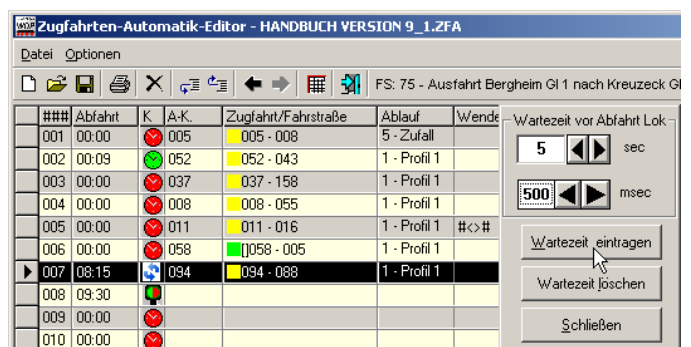 WDP Zugfahrten-Automatik-Editor - HANDBUCH VERSION 9_1.ZFA
Datei Optionen
FS: 75 - Ausfahrt Bergheim Gl 1 nach Kreuzeck Gl
### Abfahrt K A-K. Zugfahrt/Fahrstraße Ablauf Wende
001 00:00 005 005 - 008 5 - Zufall
002 00:09 052 052 - 043 1 - Profil 1
003 00:00 037 037 - 158 1 - Profil 1
004 00:00 008 008 - 055 1 - Profil 1
005 00:00 011 011 - 016 1 - Profil 1 #<>#
006 00:00 058 []058 - 005 1 - Profil 1
007 08:15 094 094 - 088 1 - Profil 1
008 09:30
009 00:00
010 00:00
Wartezeit vor Abfahrt Lok
5 sec
500 msec
Wartezeit eintragen
Wartezeit löschen
Schließen